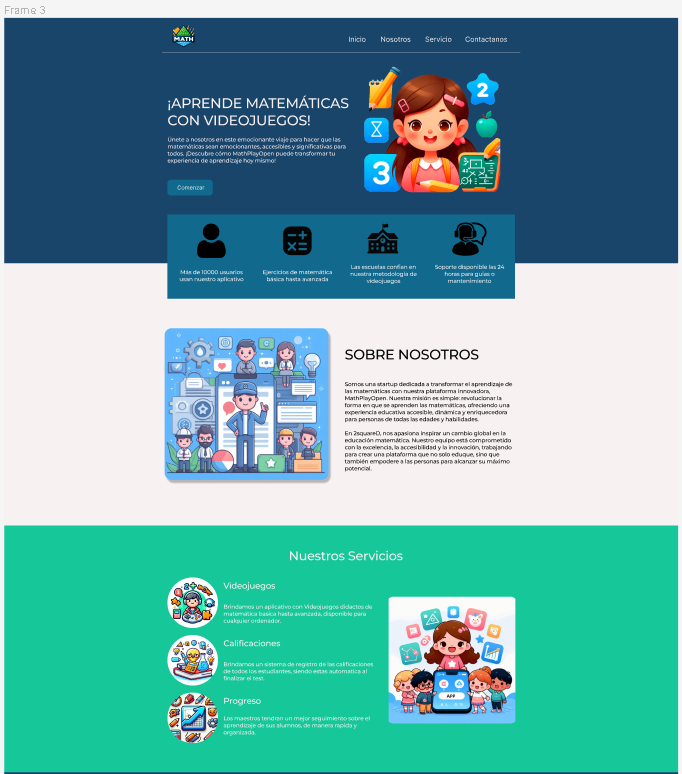 Frame 3
MATH
Inicio Nosotros Servicio Contactanos
¡APRENDE MATEMÁTICAS
CON VIDEOJUEGOS!
Únete a nosotros en este emocionante viaje para hacer que las
matemáticas sean emocionantes, accesibles y significativas para
todos. ¡Descubre cómo MathPlayOpen puede transformar tu
experiencia de aprendizaje hoy mismo!
Comenzar
2
3
Más de 10000 usuarios
usan nuestro aplicativo
Ejercicios de matemática
básica hasta avanzada
Las escuelas confian en
nuestra metodología de
videojuegos
Soporte disponible las 24
horas para guias o
mantenimiento
SOBRE NOSOTROS
Somos una startup dedicada a transformar el aprendizaje de
las matemáticas con nuestra plataforma innovadora,
MathPlayOpen. Nuestra misión es simple: revolucionar la
forma en que se aprenden las matemáticas, ofreciendo una
experiencia educativa accesible, dinámica y enriquecedora
para personas de todas las edades y habilidades.
En 2squareO, nos apasiona inspirar un cambio global en la
educación matemática. Nuestro equipo está comprometido
con la excelencia, la accesibilidad y la innovación, trabajando
para crear una plataforma que no solo eduque, sino que
también empodere a las personas para alcanzar su máximo
potencial.
Nuestros Servicios
Videojuegos
Brindamos un aplicativo con Videojuegos didactos de
matemática basica hasta avanzada, disponible para
cualquier ordenador.
Calificaciones
Brindamos un sistema de registro de las calificaciones
de todos los estudiantes, siendo estas automatica al
finalizar el test.
Progreso
Los maestros tendran un mejor seguimiento sobre el
aprendizaje de sus alumnos, de manera rapida y
organizada.
APP